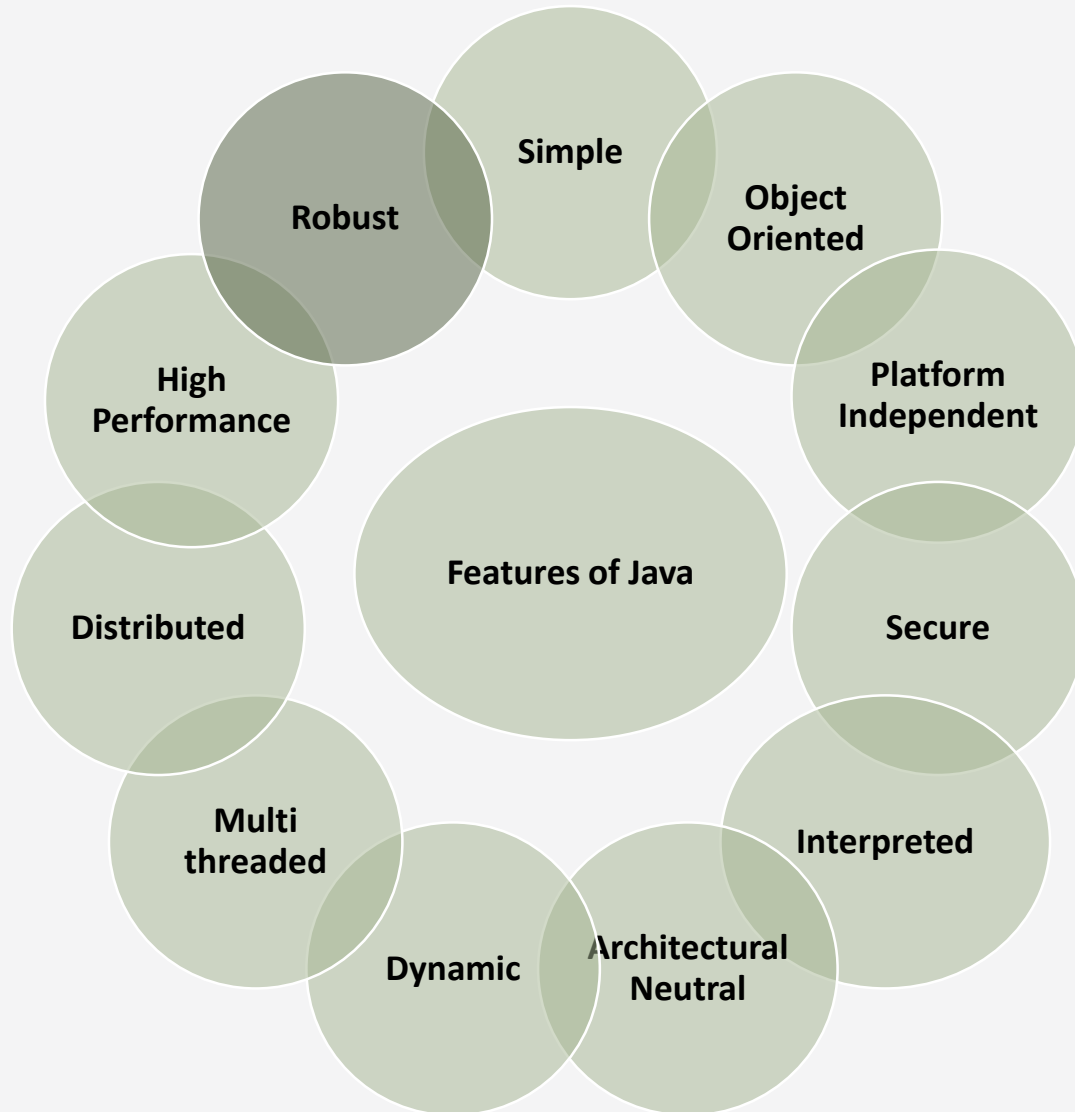 Simple
Object
Oriented
Platform
Independent
Secure
Interpreted
Architectural
Neutral
Dynamic
Multi
threaded
Distributed
High
Performance
Robust
Features of Java